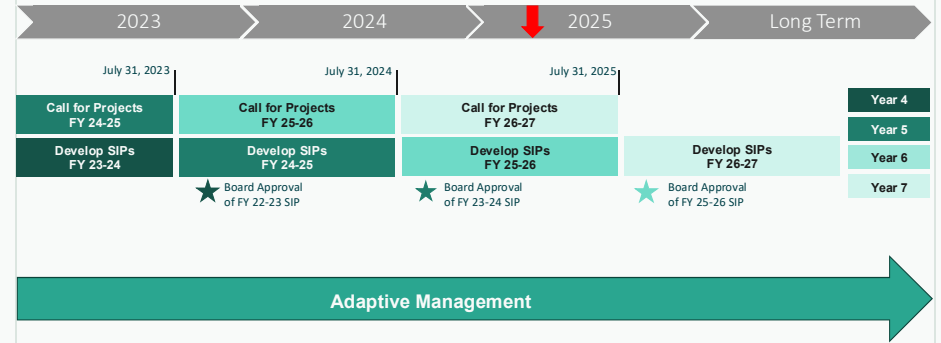 2023
2024
2025
Long Term
July 31, 2023
July 31, 2024
July 31, 2025
Call for Projects
FY 24-25
Call for Projects
FY 25-26
Call for Projects
FY 26-27
Develop SIPs
FY 23-24
Develop SIPs
FY 24-25
Develop SIPs
FY 25-26
Develop SIPs
FY 26-27
Year 4
Year 5
Year 6
Year 7
Board Approval
of FY 22-23 SIP
Board Approval
of FY 23-24 SIP
Board Approval
of FY 25-26 SIP
Adaptive Management